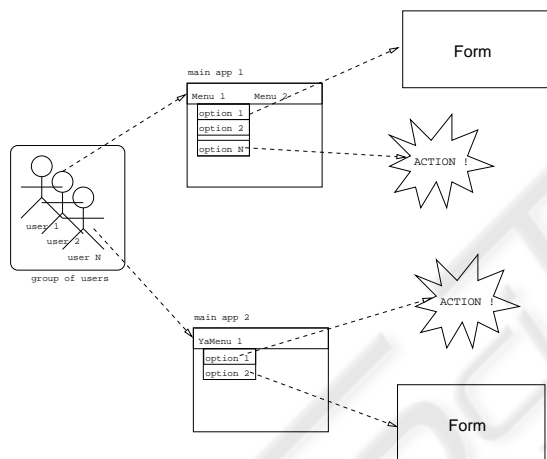 main app 1
Menu 1 Menu 2
option 1
option 2
option N
Form
ACTION !
user 1
user 2
user N
group of users
main app 2
YaMenu 1
option 1
option 2
ACTION !
Form